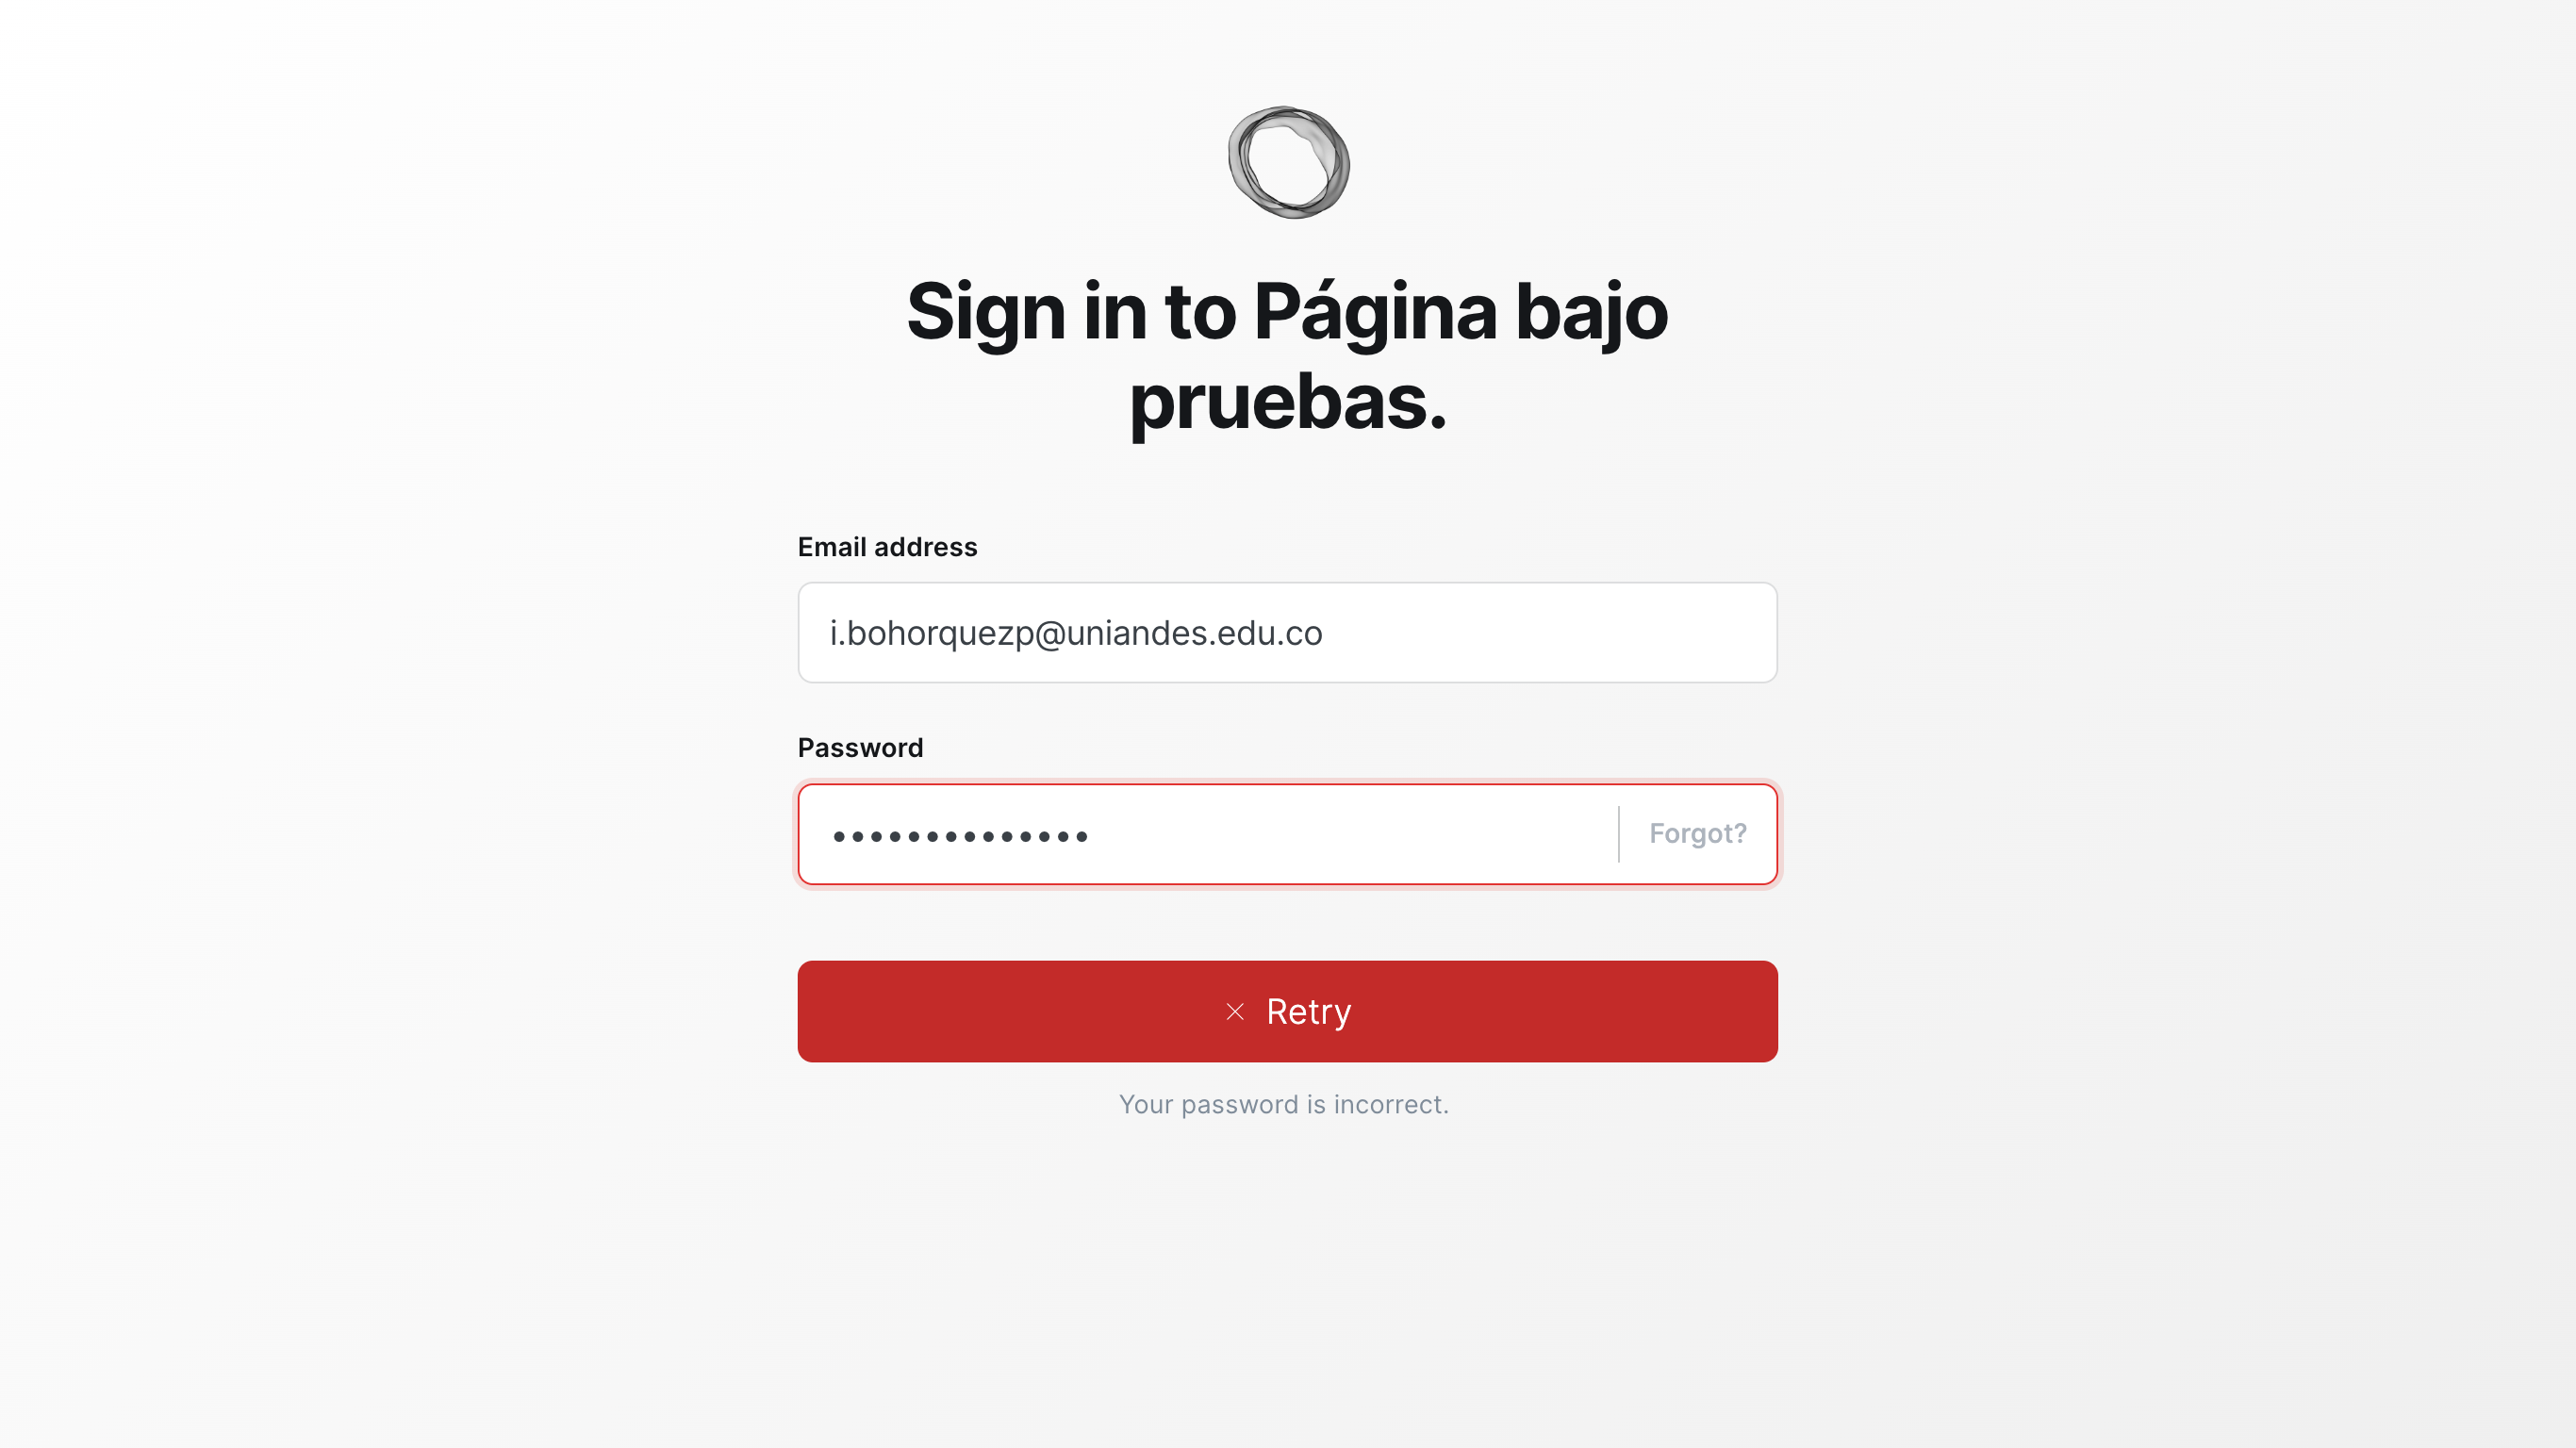 Sign in to Página bajo
pruebas.
Email address
i.bohorquezp@uniandes.edu.co
Password
••••••••••••••
Forgot?
Retry
Your password is incorrect.